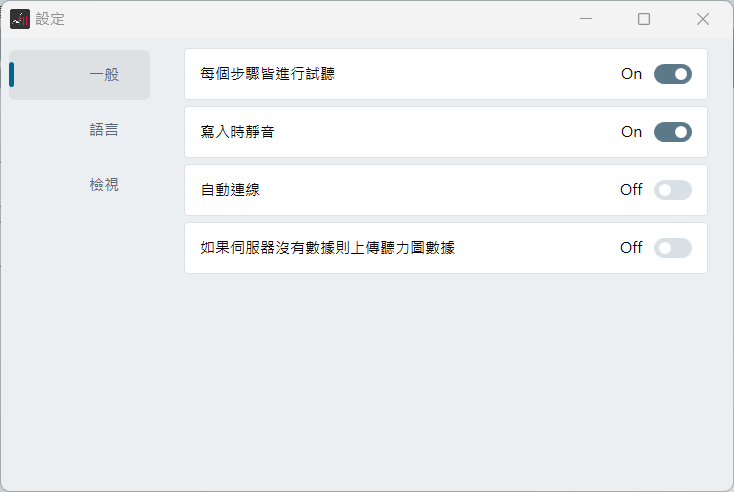 設定
一般
語言
檢視
每個步驟皆進行試聽 On
寫入時靜音 On
自動連線 Off
如果伺服器沒有數據則上傳聽力圖數據 Off